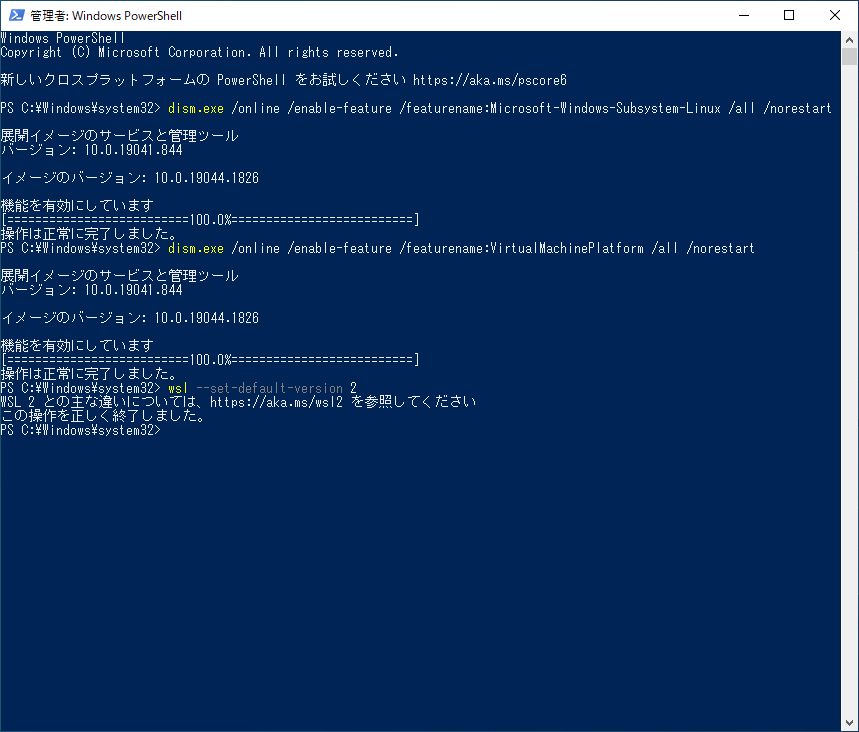 管理者: Windows PowerShell
Windows PowerShell
Copyright (C) Microsoft Corporation. All rights reserved.
新しいクロスプラットフォームの PowerShell をお試しください https://aka.ms/pscore6
PS C:¥Windows¥system32> dism.exe /online /enable-feature /featurename:Microsoft-Windows-Subsystem-Linux /all /norestart
展開イメージのサービスと管理ツール
バージョン: 10.0.19041.844
イメージのバージョン: 10.0.19044.1826
機能を有効にしています
[==========================100.0%==========================]
操作は正常に完了しました。
PS C:¥Windows¥system32> dism.exe /online /enable-feature /featurename:VirtualMachinePlatform /all /norestart
展開イメージのサービスと管理ツール
バージョン: 10.0.19041.844
イメージのバージョン: 10.0.19044.1826
機能を有効にしています
[==========================100.0%==========================]
操作は正常に完了しました。
PS C:¥Windows¥system32> wsl --set-default-version 2
WSL 2 との主な違いについては、https://aka.ms/wsl2 を参照してください
この操作を正しく終了しました。
PS C:¥Windows¥system32>